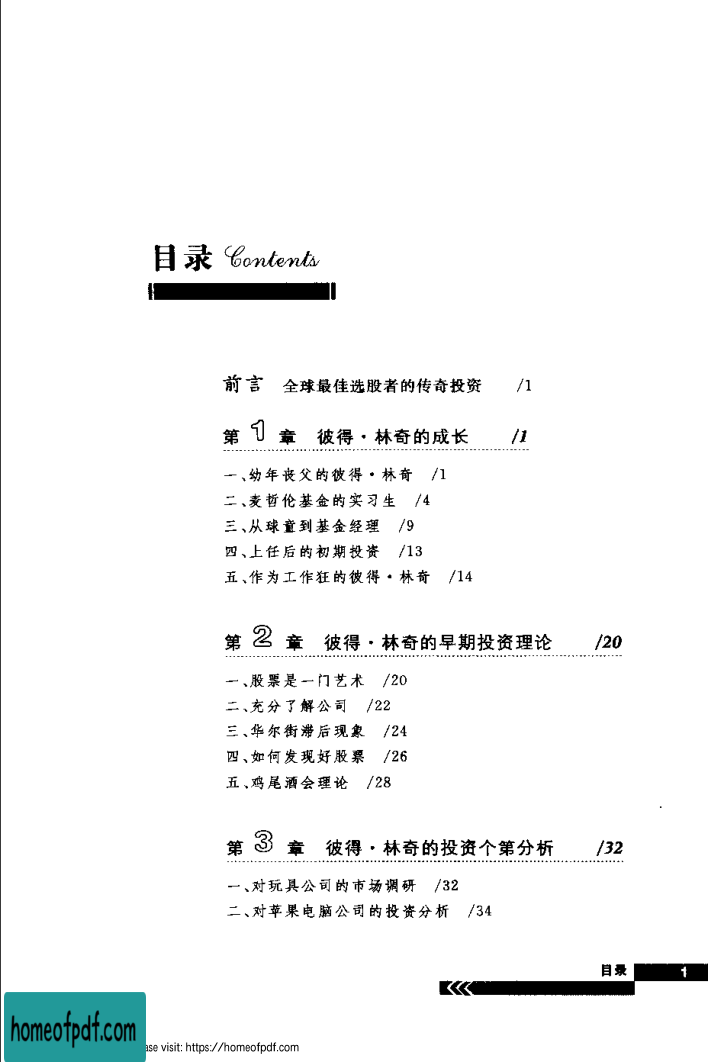 目录 Contents
前言 全球最佳选股者的传奇投资 /1
第1章 彼得·林奇的成长 /1
一、幼年丧父的彼得·林奇 /1
二、麦哲伦基金的实习生 /4
三、从球童到基金经理 /9
四、上任后的初期投资 /13
五、作为工作狂的彼得·林奇 /14
第2章 彼得·林奇的早期投资理论 /20
一、股票是一门艺术 /20
二、充分了解公司 /22
三、华尔街滞后现象 /24
四、如何发现好股票 /26
五、鸡尾酒会理论 /28
第3章 彼得·林奇的投资个第分析 /32
一、对玩具公司的市场调研 /32
二、对苹果电脑公司的投资分析 /34
目录 1
homeofpdf.com
ase visit: https://homeofpdf.com